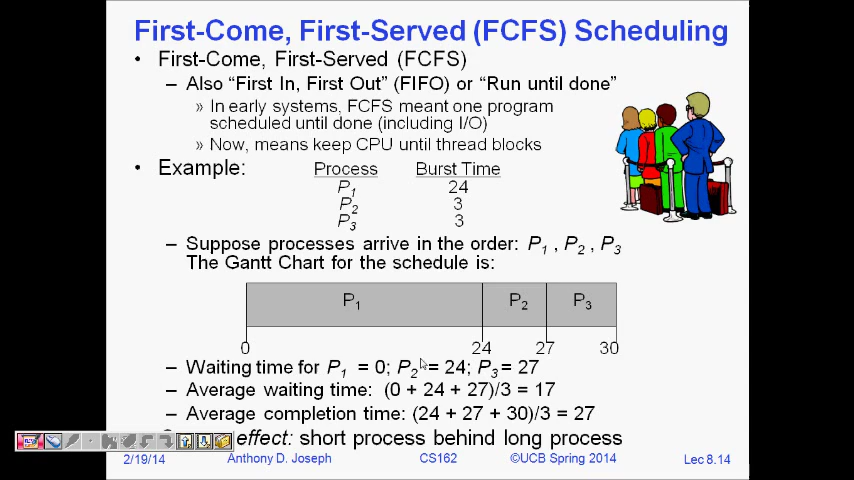 First-Come, First-Served (FCFS) Scheduling
• First-Come, First-Served (FCFS)
– Also “First In, First Out” (FIFO) or “Run until done”
» In early systems, FCFS meant one program
scheduled until done (including I/O)
» Now, means keep CPU until thread blocks
• Example: Process Burst Time
P1 24
P2 3
P3 3
– Suppose processes arrive in the order: P1 , P2 , P3
The Gantt Chart for the schedule is:
P1 P2 P3
0 24 27 30
– Waiting time for P1 = 0; P2 = 24; P3 = 27
– Average waiting time: (0 + 24 + 27)/3 = 17
– Average completion time: (24 + 27 + 30)/3 = 27
effect: short process behind long process
2/19/14 Anthony D. Joseph CS162 ©UCB Spring 2014 Lec 8.14